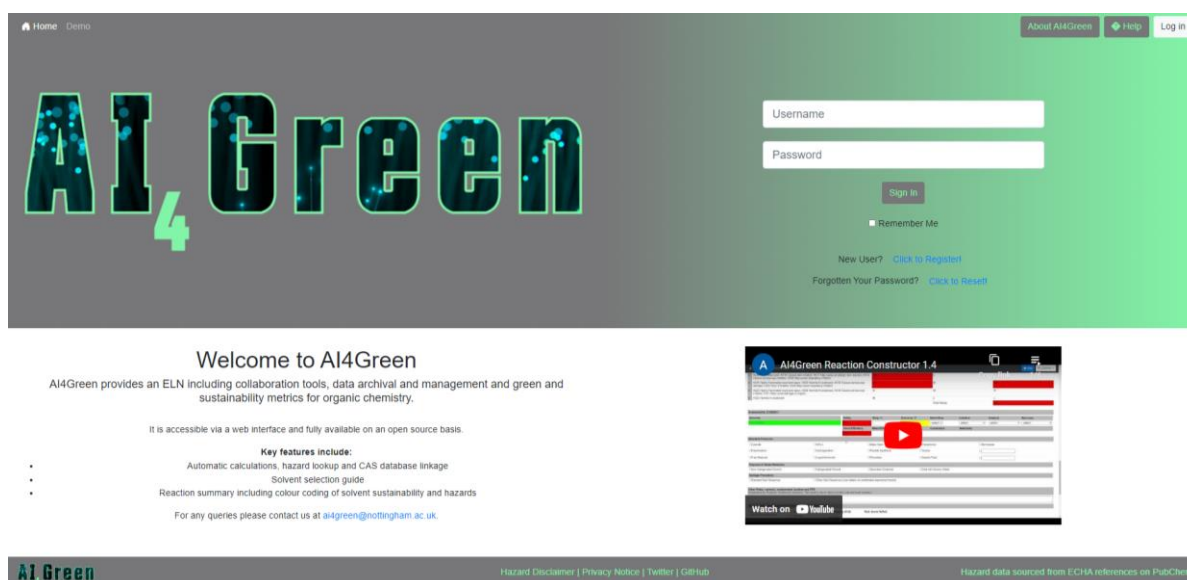 Home Demo
About AI4Green Help Log in
AI4Green
Username
Password
Sign In
Remember Me
New User? Click to Register!
Forgotten Your Password? Click to Reset!
Welcome to AI4Green
AI4Green provides an ELN including collaboration tools, data archival and management and green and
sustainability metrics for organic chemistry.
It is accessible via a web interface and fully available on an open source basis.
Key features include:
Automatic calculations, hazard lookup and CAS database linkage
Solvent selection guide
Reaction summary including colour coding of solvent sustainability and hazards
For any queries please contact us at ai4green@nottingham.ac.uk.
A AI4Green Reaction Constructor 1.4
Watch on YouTube
AI4Green
Hazard Disclaimer | Privacy Notice | Twitter | GitHub
Hazard data sourced from ECHA references on PubChem